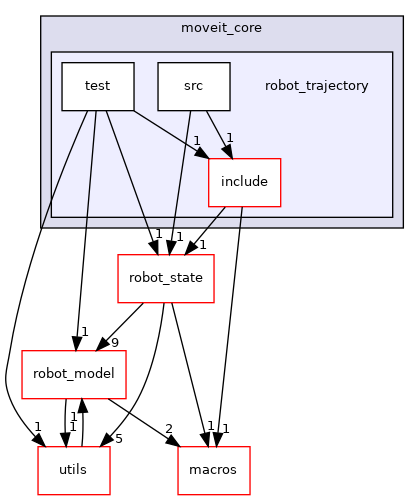 moveit_core
test
src
robot_trajectory
1
1
include
1
1
1
robot_state
1
9
robot_model
1
1
1
2
1
1
5
utils
macros